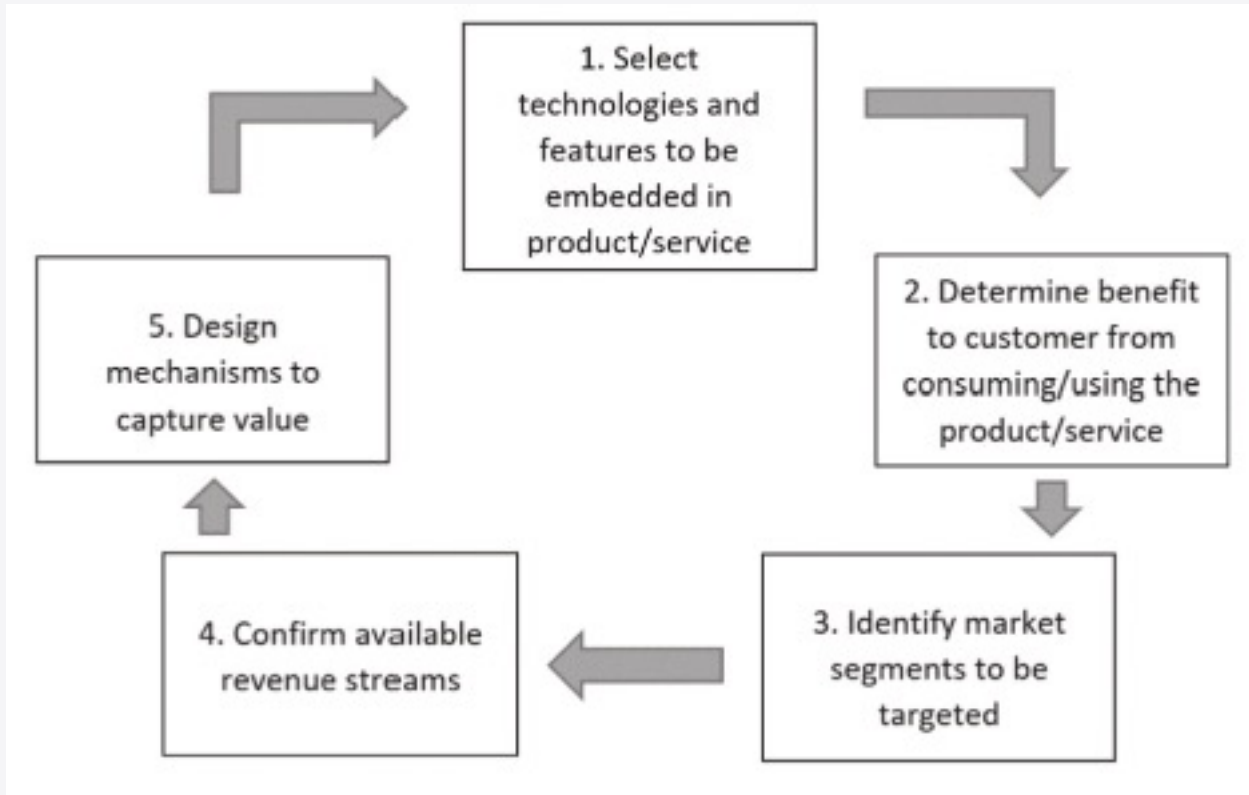 1. Select
technologies and
features to be
embedded in
product/service
2. Determine benefit
to customer from
consuming/using the
product/service
3. Identify market
segments to be
targeted
4. Confirm available
revenue streams
5. Design
mechanisms to
capture value